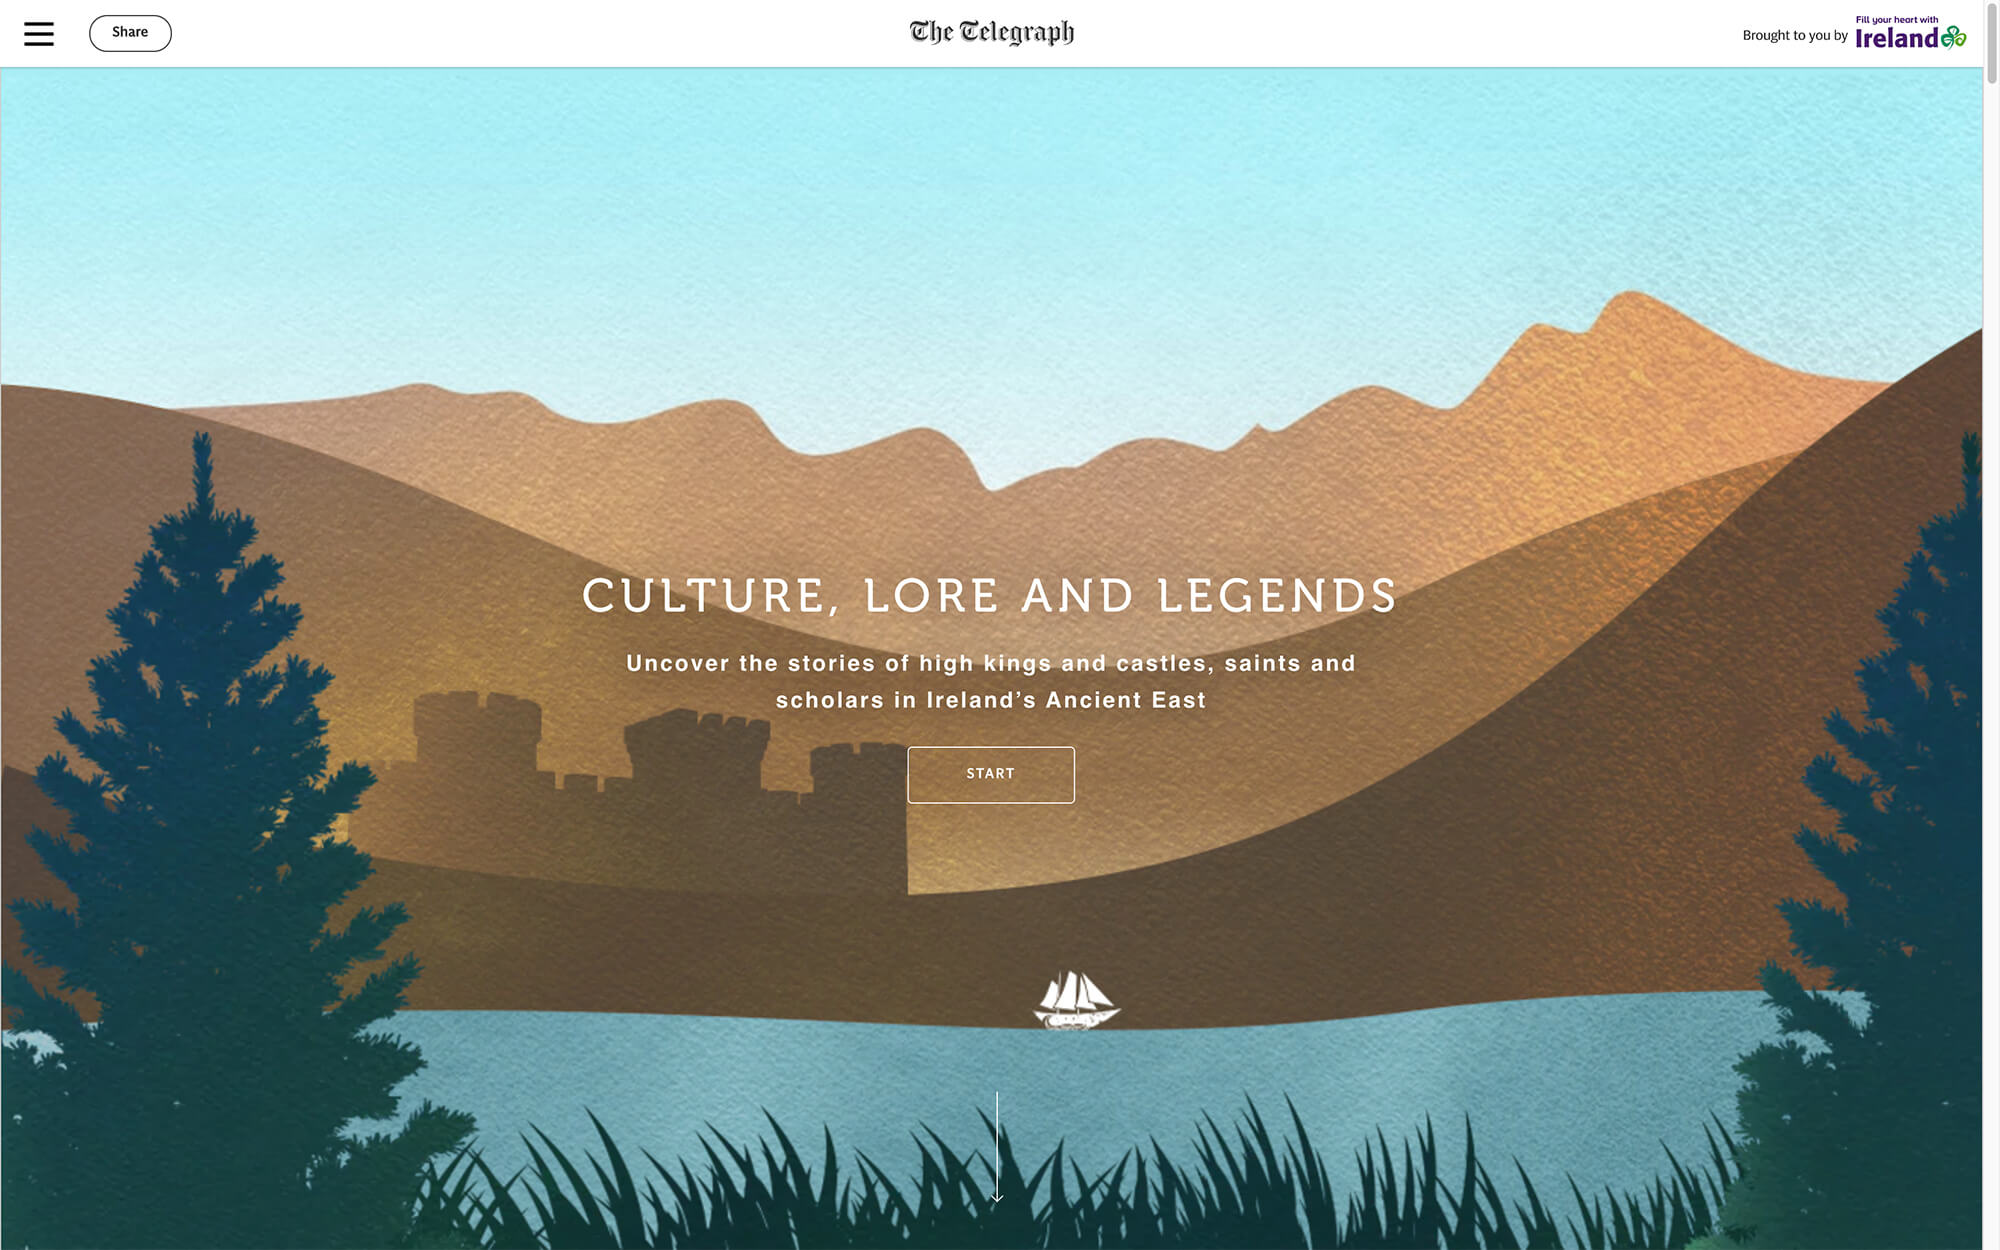 Share
The Telegraph
Brought to you by
Fill your heart with
Ireland
CULTURE, LORE AND LEGENDS
Uncover the stories of high kings and castles, saints and
scholars in Ireland’s Ancient East
START